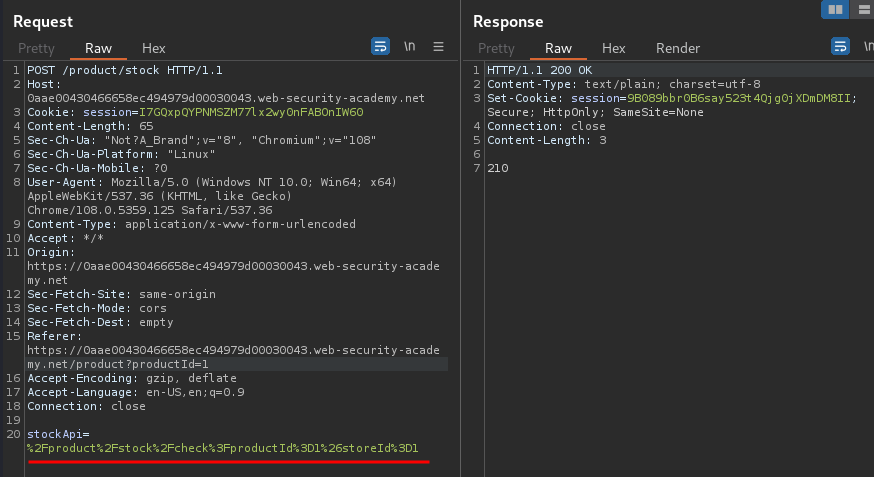 Request
Pretty Raw Hex \n
1 POST /product/stock HTTP/1.1
2 Host:
0aae00430466658ec494979d00030043.web-security-academy.net
3 Cookie: session=I7GQxpQYPNMSZM77lx2wy0nFABOnIW60
4 Content-Length: 65
5 Sec-Ch-Ua: "Not?A_Brand";v="8", "Chromium";v="108"
6 Sec-Ch-Ua-Platform: "Linux"
7 Sec-Ch-Ua-Mobile: ?0
8 User-Agent: Mozilla/5.0 (Windows NT 10.0; Win64; x64)
AppleWebKit/537.36 (KHTML, like Gecko)
Chrome/108.0.5359.125 Safari/537.36
9 Content-Type: application/x-www-form-urlencoded
10 Accept: */*
11 Origin:
https://0aae00430466658ec494979d00030043.web-security-acade
my.net
12 Sec-Fetch-Site: same-origin
13 Sec-Fetch-Mode: cors
14 Sec-Fetch-Dest: empty
15 Referer:
https://0aae00430466658ec494979d00030043.web-security-acade
my.net/product?productId=1
16 Accept-Encoding: gzip, deflate
17 Accept-Language: en-US,en;q=0.9
18 Connection: close
19
20 stockApi=
%2Fproduct%2Fstock%2Fcheck%3FproductId%3D1%26storeId%3D1
Response
Pretty Raw Hex Render \n
1 HTTP/1.1 200 OK
2 Content-Type: text/plain; charset=utf-8
3 Set-Cookie: session=9B089bbr0B6say523t4Qjg0jXDmDM8II;
Secure; HttpOnly; SameSite=None
4 Connection: close
5 Content-Length: 3
6
7 210